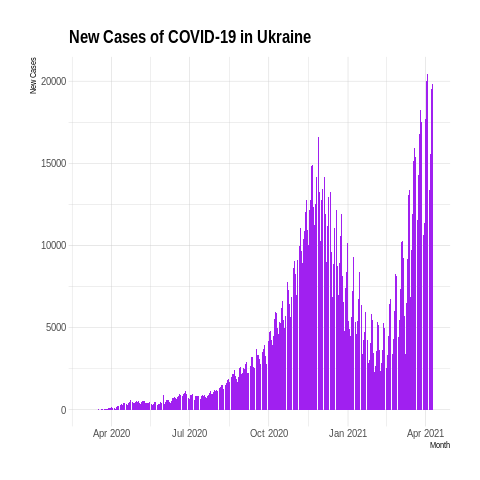 New Cases of COVID-19 in Ukraine
New Cases
20000
15000
10000
5000
0
Apr 2020 Jul 2020 Oct 2020 Jan 2021 Apr 2021
Month